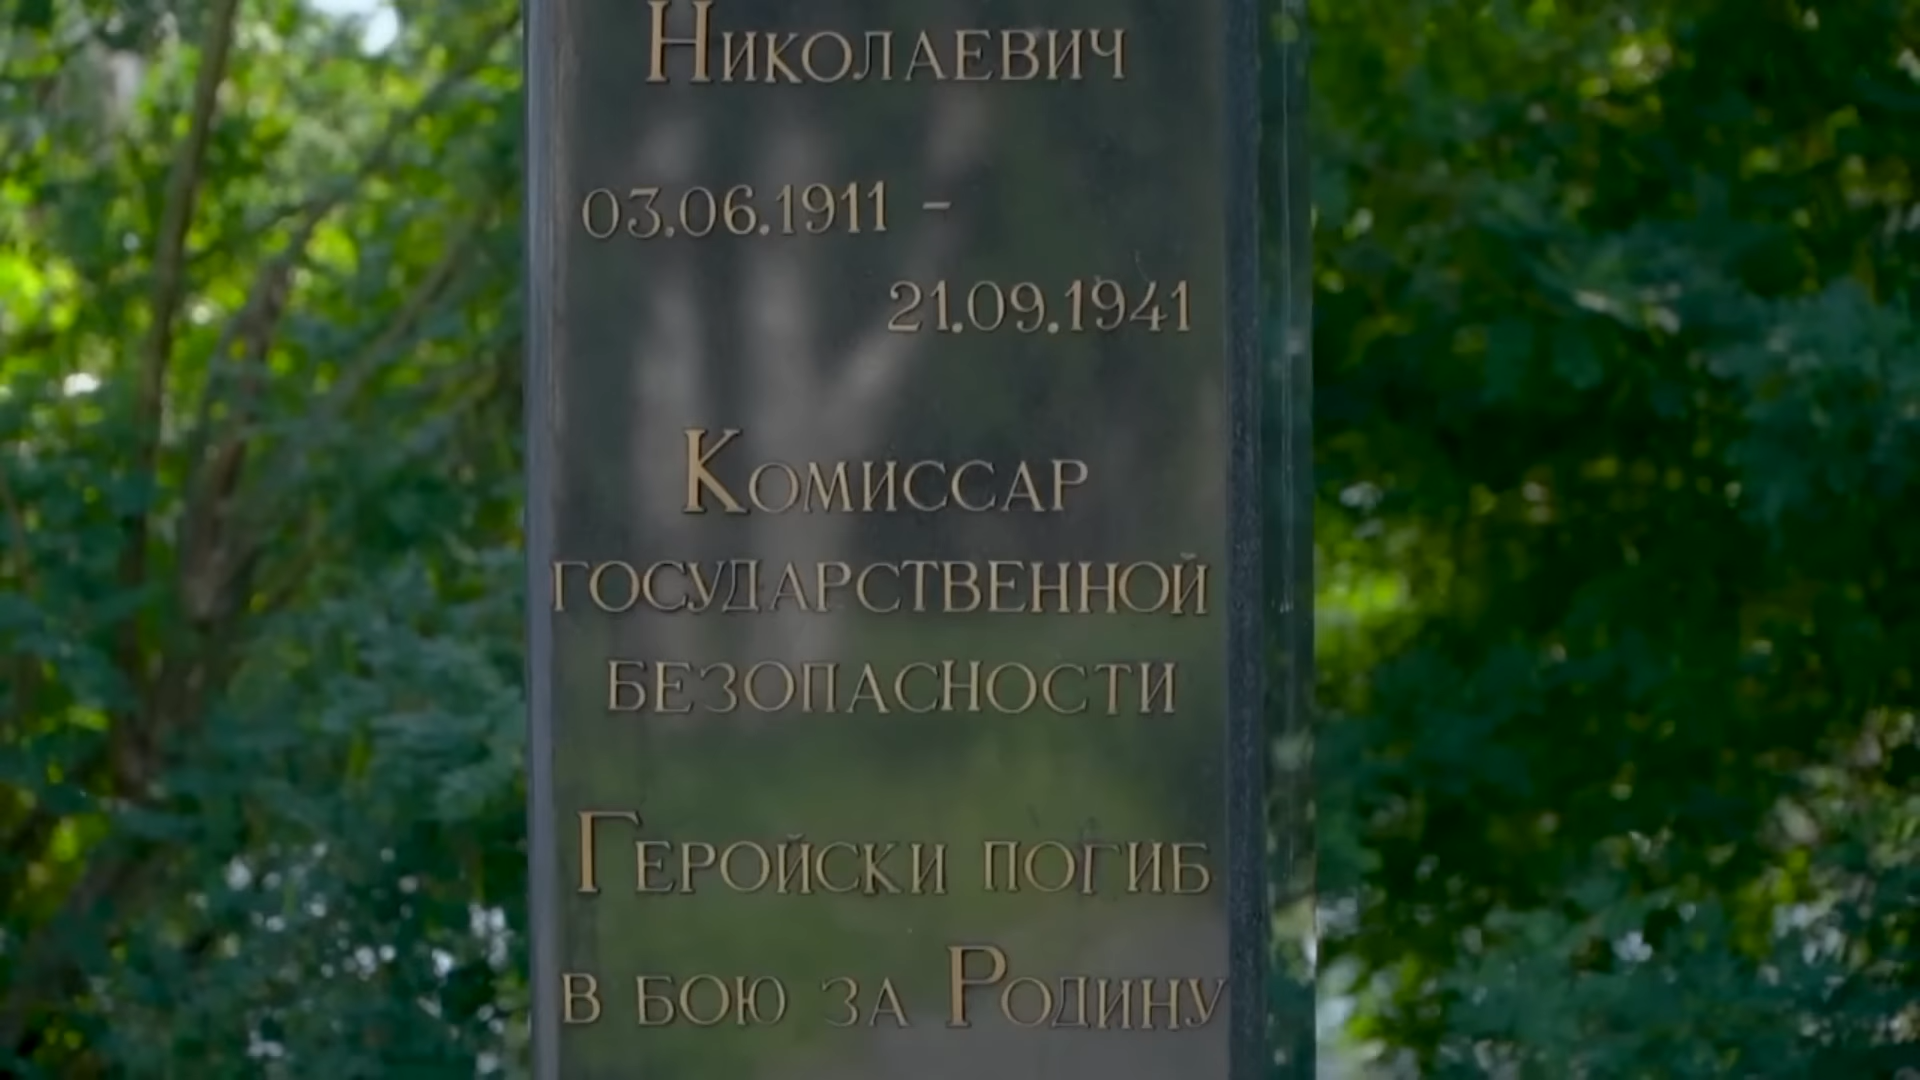 Николаевич
03.06.1911 –
21.09.1941
Комиссар
государственной
безопасности
Геройски погиб
в бою за Родину